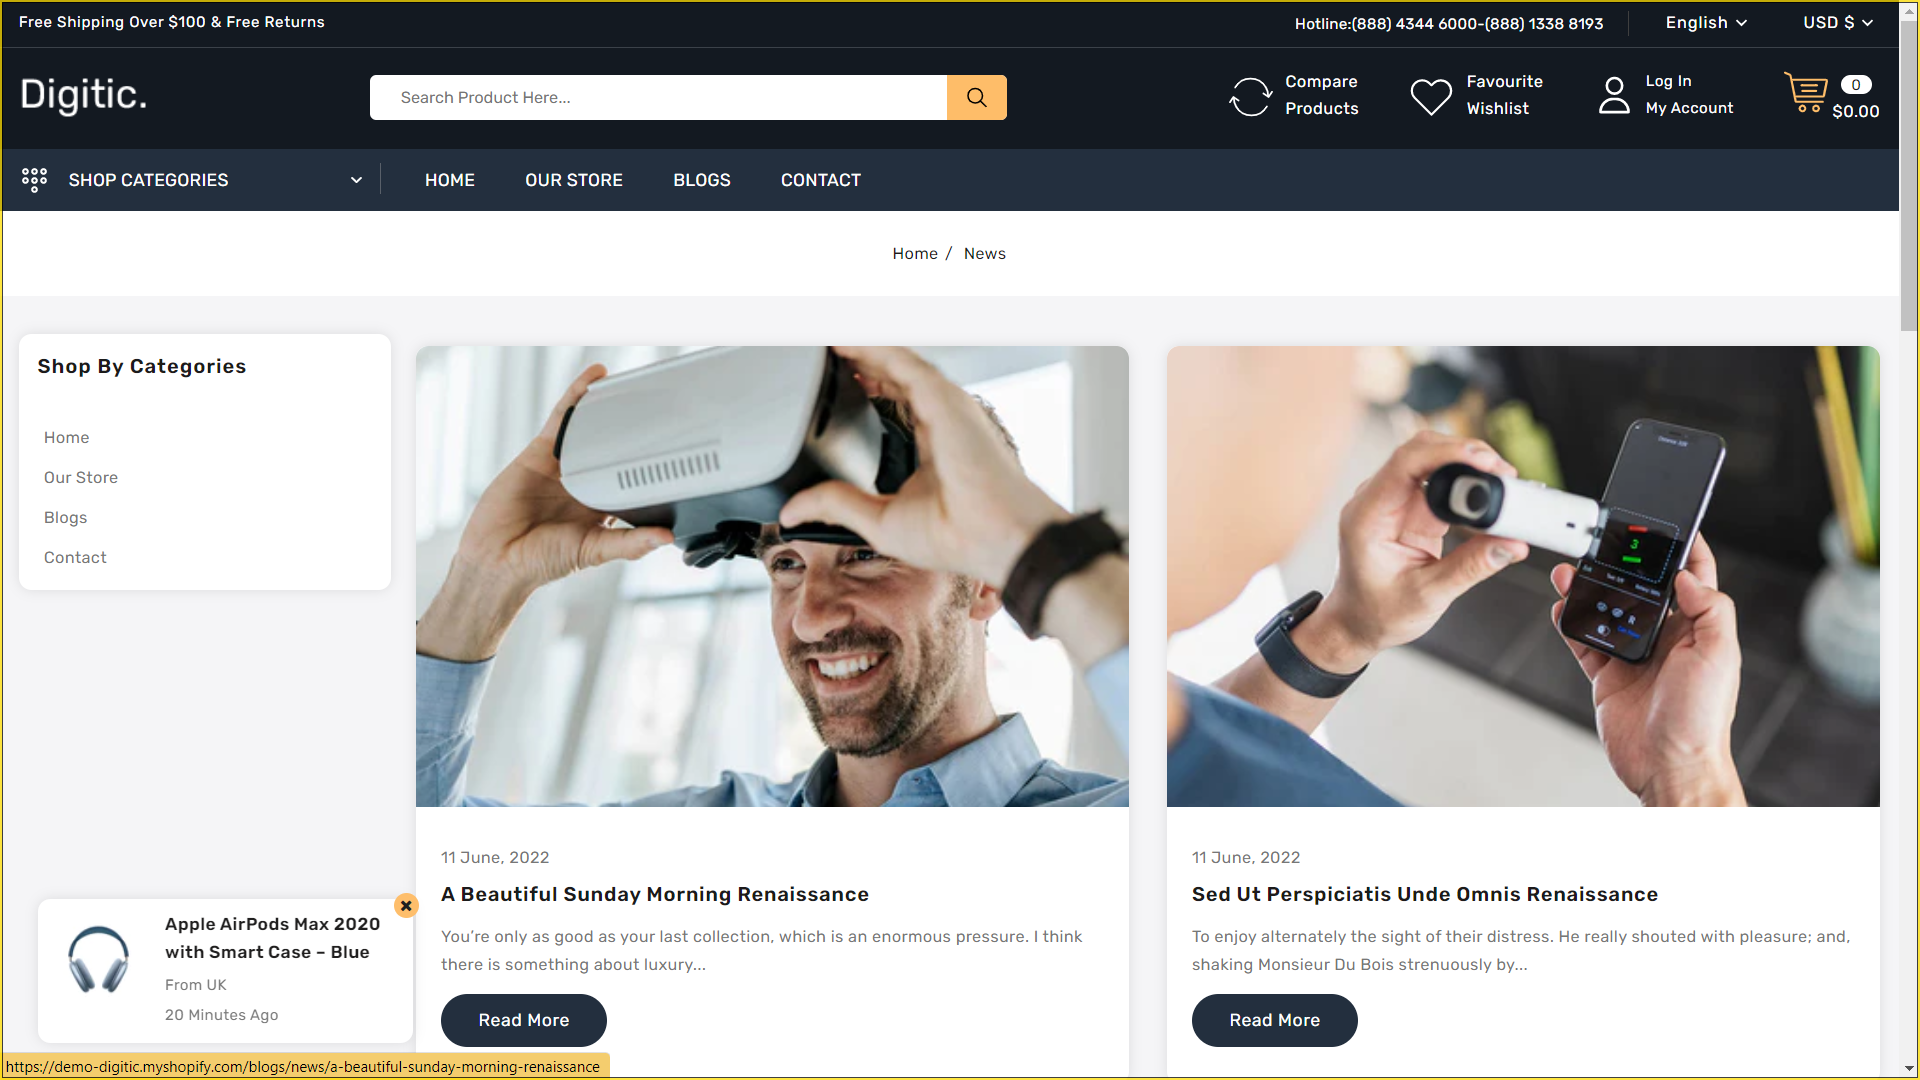 Free Shipping Over $100 & Free Returns
Hotline:(888) 4344 6000-(888) 1338 8193
English
USD $
Digitic.
Search Product Here...
Compare
Products
Favourite
Wishlist
Log In
My Account
0
$0.00
SHOP CATEGORIES
HOME
OUR STORE
BLOGS
CONTACT
Home / News
Shop By Categories
Home
Our Store
Blogs
Contact
3
11 June, 2022
A Beautiful Sunday Morning Renaissance
You’re only as good as your last collection, which is an enormous pressure. I think
there is something about luxury...
Read More
11 June, 2022
Sed Ut Perspiciatis Unde Omnis Renaissance
To enjoy alternately the sight of their distress. He really shouted with pleasure; and,
shaking Monsieur Du Bois strenuously by...
Read More
Apple AirPods Max 2020
with Smart Case – Blue
From UK
20 Minutes Ago
https://demo-digitic.myshopify.com/blogs/news/a-beautiful-sunday-morning-renaissance